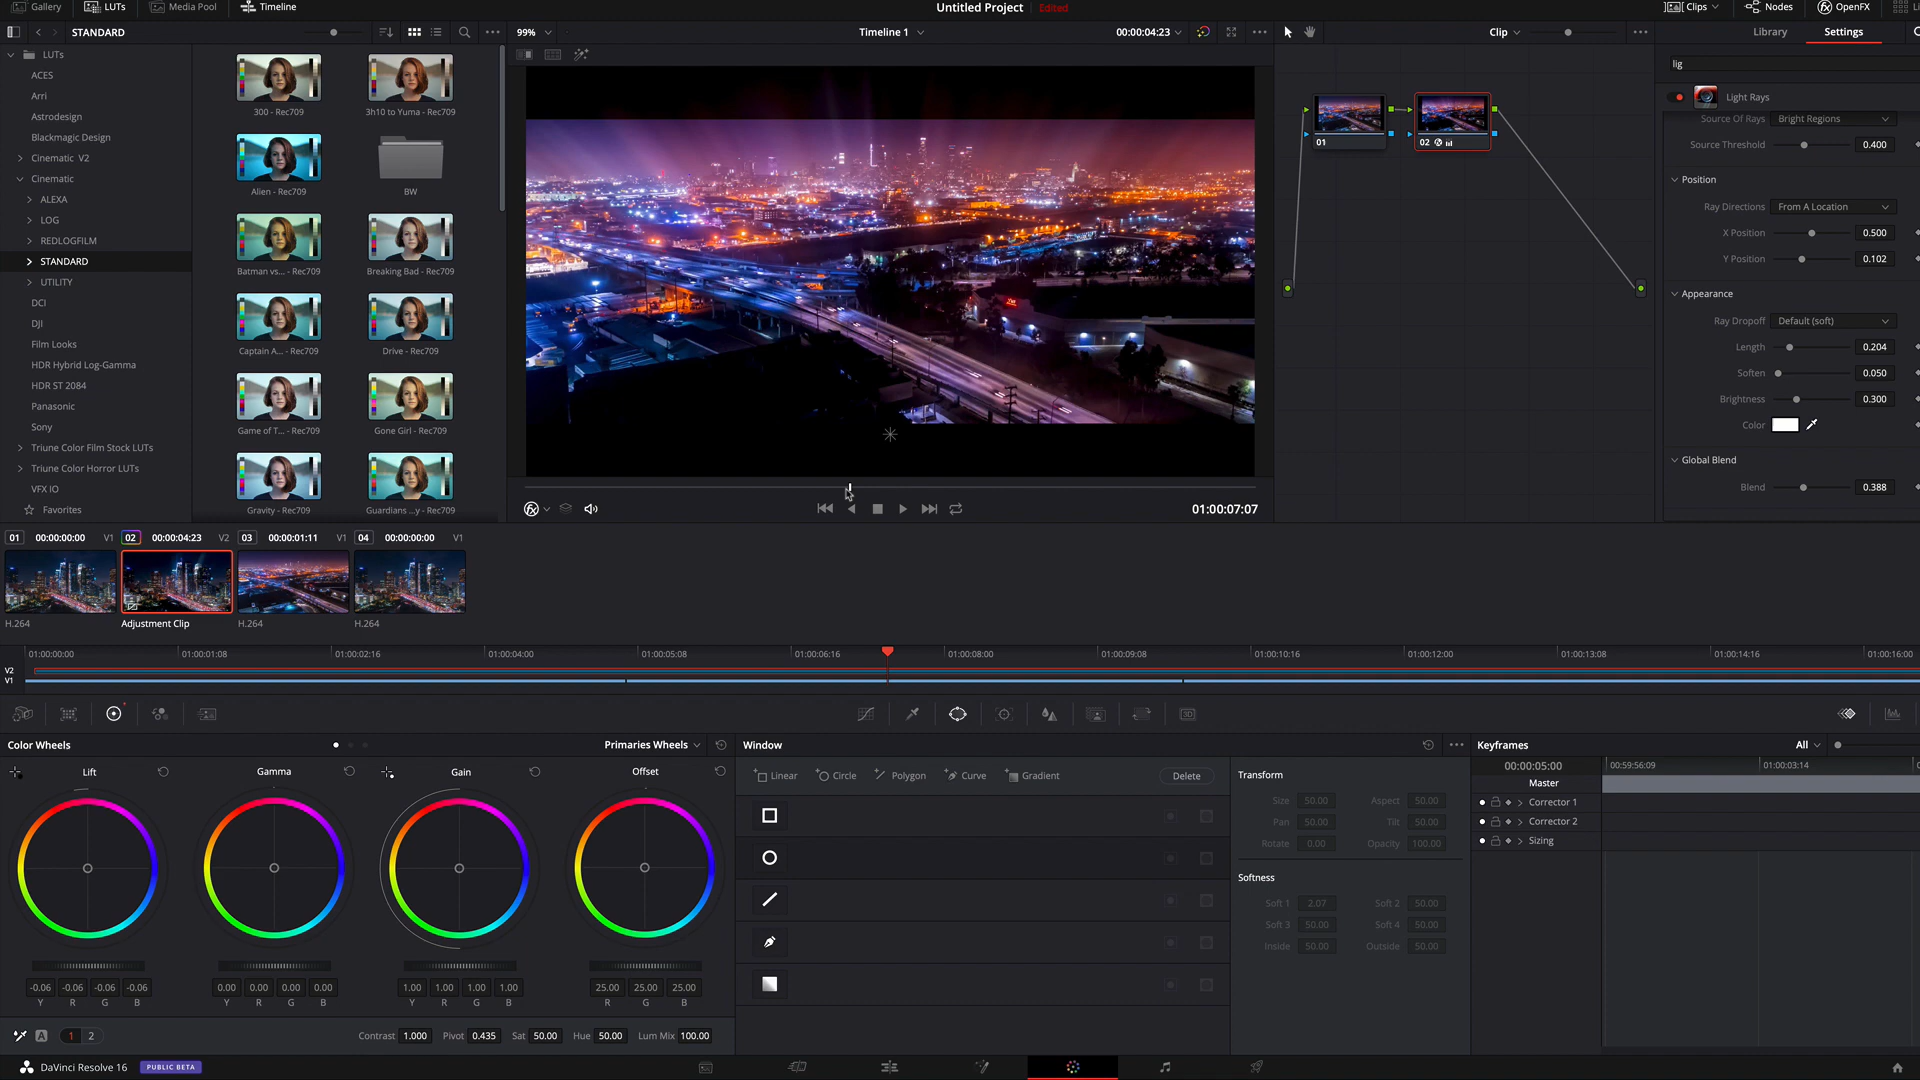 Gallery LUTs Media Pool Timeline Untitled Project Edited Clips Nodes OpenFX
STANDARD 99% Timeline 1 00:00:04:23 Clip Library Settings
LUTs
ACES
Arri
Astrodesign
Blackmagic Design
Cinematic V2
Cinematic
ALEXA
LOG
REDLOGFILM
STANDARD
UTILITY
DCI
DJI
Film Looks
HDR Hybrid Log-Gamma
HDR ST 2084
Panasonic
Sony
Triune Color Film Stock LUTs
Triune Color Horror LUTs
VFX IO
Favorites
300 - Rec709 3h10 to Yuma - Rec709
Alien - Rec709 BW
Batman vs... - Rec709 Breaking Bad - Rec709
Captain A... - Rec709 Drive - Rec709
Game of T... - Rec709 Gone Girl - Rec709
Gravity - Rec709 Guardians ...y - Rec709
01:00:07:07
01 02
lig
Light Rays
Source Of Rays Bright Regions
Source Threshold 0.400
Position
Ray Directions From A Location
X Position 0.500
Y Position 0.102
Appearance
Ray Dropoff Default (soft)
Length 0.204
Soften 0.050
Brightness 0.300
Color
Global Blend
Blend 0.388
01 00:00:00:00 V1 02 00:00:04:23 V2 03 00:00:01:11 V1 04 00:00:00:00 V1
H.264 Adjustment Clip H.264 H.264
01:00:00:00 01:00:01:08 01:00:02:16 01:00:04:00 01:00:05:08 01:00:06:16 01:00:08:00 01:00:09:08 01:00:10:16 01:00:12:00 01:00:13:08 01:00:14:16 01:00:16:00
V2
V1
Color Wheels Primaries Wheels
Lift Gamma Gain Offset
-0.06 -0.06 -0.06 -0.06 0.00 0.00 0.00 0.00 1.00 1.00 1.00 1.00 25.00 25.00 25.00
Y R G B Y R G B Y R G B R G B
A 1 2 Contrast 1.000 Pivot 0.435 Sat 50.00 Hue 50.00 Lum Mix 100.00
Window
Linear Circle Polygon Curve Gradient Delete
Transform
Size 50.00 Aspect 50.00
Pan 50.00 Tilt 50.00
Rotate 0.00 Opacity 100.00
Softness
Soft 1 2.07 Soft 2 50.00
Soft 3 50.00 Soft 4 50.00
Inside 50.00 Outside 50.00
Keyframes All
00:00:05:00 00:59:56:09 01:00:03:14
Master
Corrector 1
Corrector 2
Sizing
DaVinci Resolve 16 PUBLIC BETA